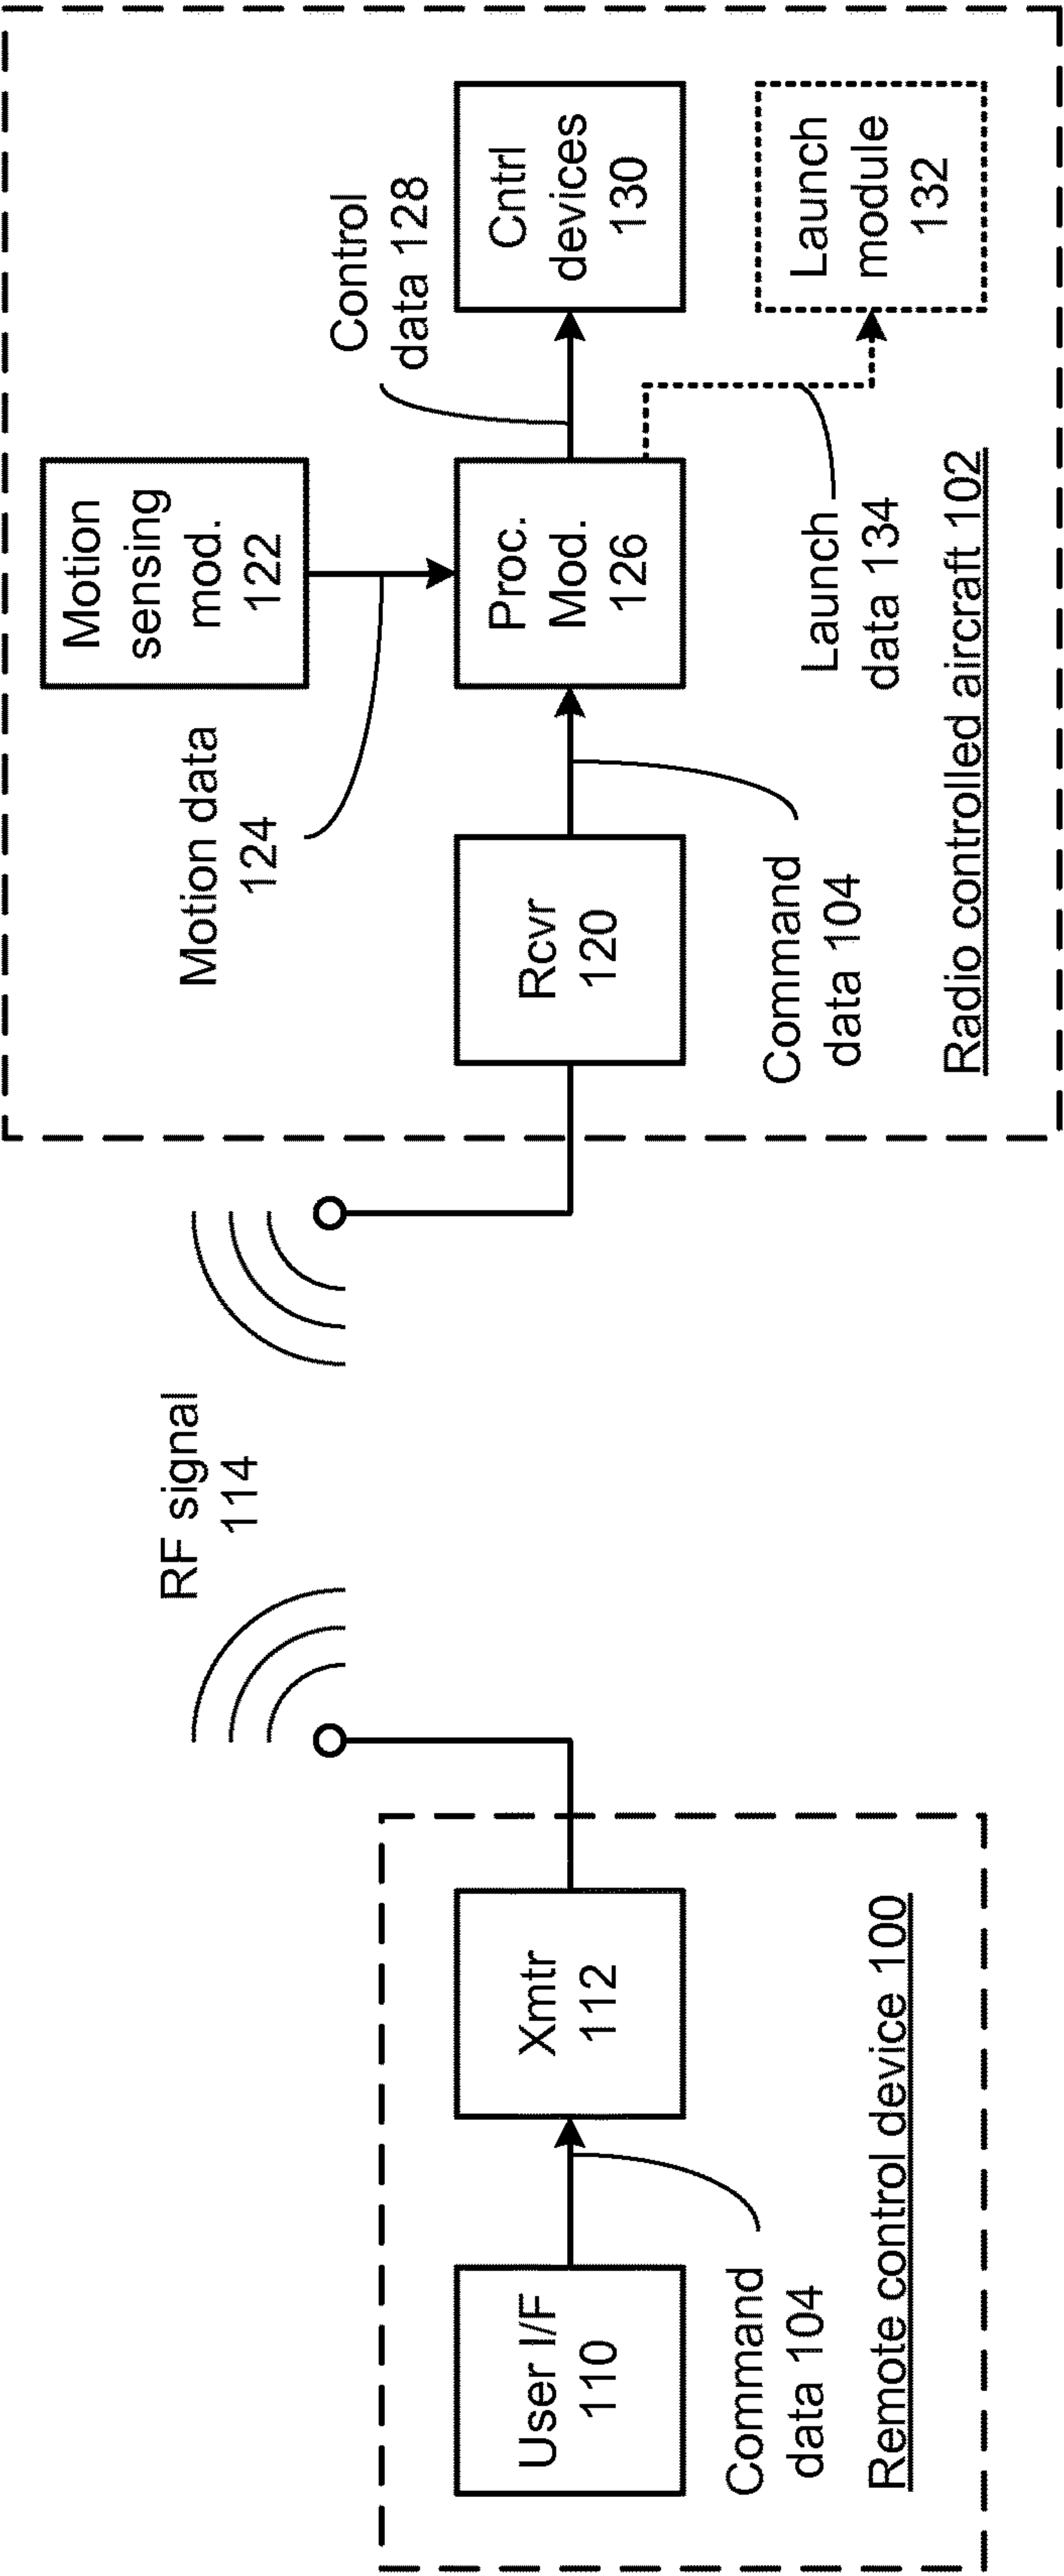 User I/F
110
Command
data 104
Xmtr
112
Remote control device 100
RF signal
114
Motion data
124
Rcvr
120
Command
data 104
Motion
sensing
mod.
122
Proc.
Mod.
126
Launch
data 134
Control
data 128
Cntrl
devices
130
Launch
module
132
Radio controlled aircraft 102